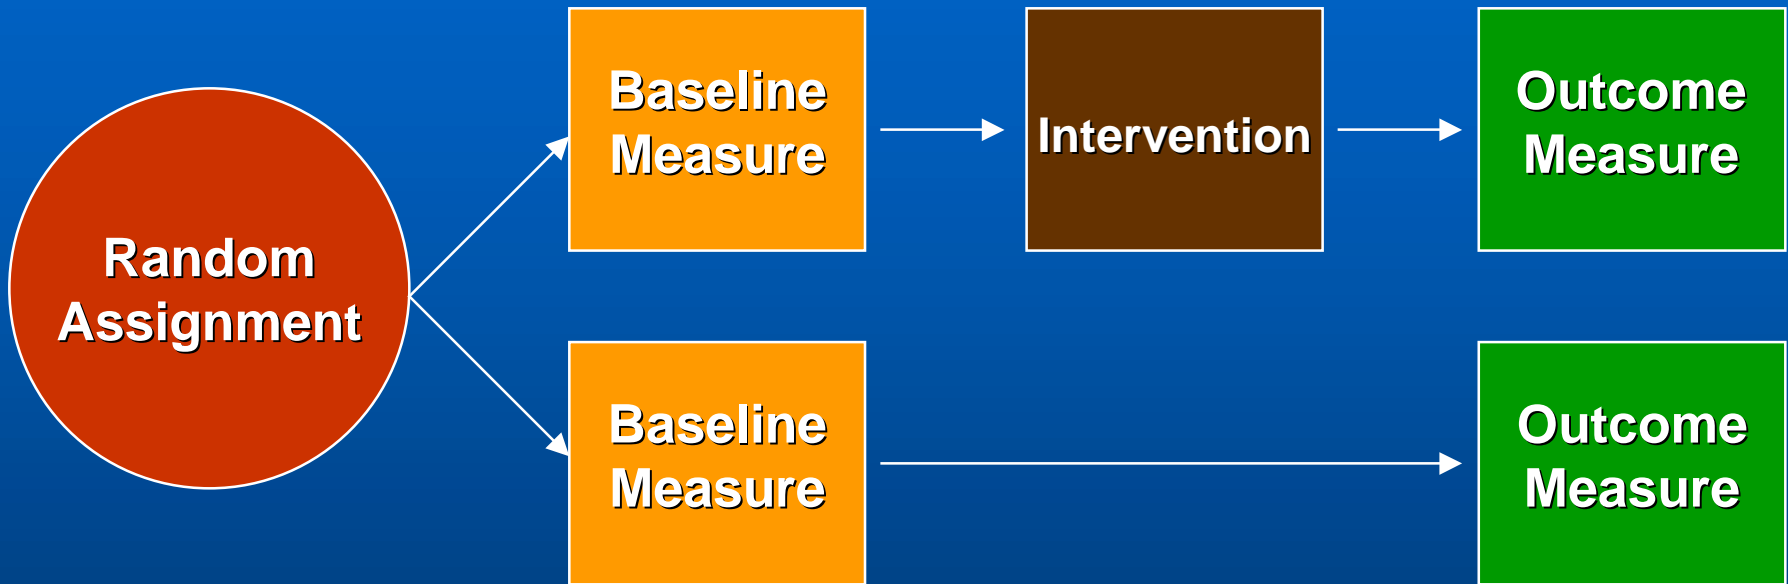 Random
Assignment
Baseline
Measure
Intervention
Outcome
Measure
Baseline
Measure
Outcome
Measure